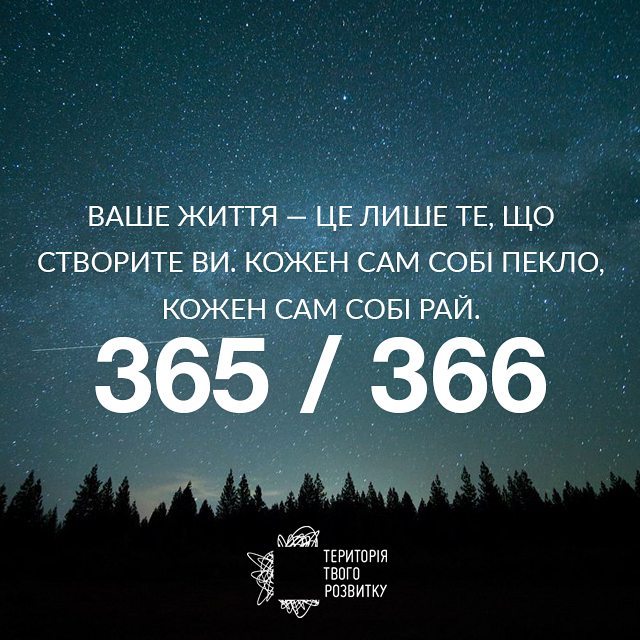 ВАШЕ ЖИТТЯ — ЦЕ ЛИШЕ ТЕ, ЩО
СТВОРИТЕ ВИ. КОЖЕН САМ СОБІ ПЕКЛО,
КОЖЕН САМ СОБІ РАЙ.
365 / 366
ТЕРИТОРІЯ
ТВОГО
РОЗВИТКУ